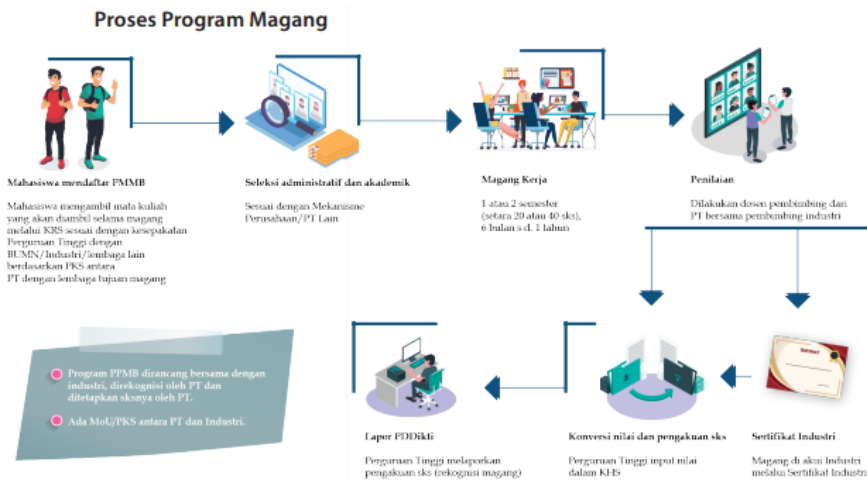 Proses Program Magang
Mahasiswa mendaftar PMMB
Mahasiswa mengambil mata kuliah
yang akan diambil selama magang
melalui KRS sesuai dengan kesepakatan
Perguruan Tinggi dengan
BUMN/Industri/lembaga lain
berdasarkan PKS antara
PT dengan lembaga tujuan magang
Seleksi administratif dan akademik
Sesuai dengan Mekanisme
Perusahaan/PT Lain
Magang Kerja
1 atau 2 semester
(setara 20 atau 40 sks),
6 bulan s.d. 1 tahun
Penilaian
Dilakukan dosen pembimbing dari
PT bersama pembimbing industri
Program PPMB dirancang bersama dengan
industri, direkognisi oleh PT dan
ditetapkan sksnya oleh PT.
Ada MoU/PKS antara PT dan Industri.
Lapor PDDikti
Perguruan Tinggi melaporkan
pengakuan sks (rekognisi magang)
Konversi nilai dan pengakuan sks
Perguruan Tinggi input nilai
dalam KHS
Sertifikat Industri
Magang di akui Industri
melalui Sertifikat Industri